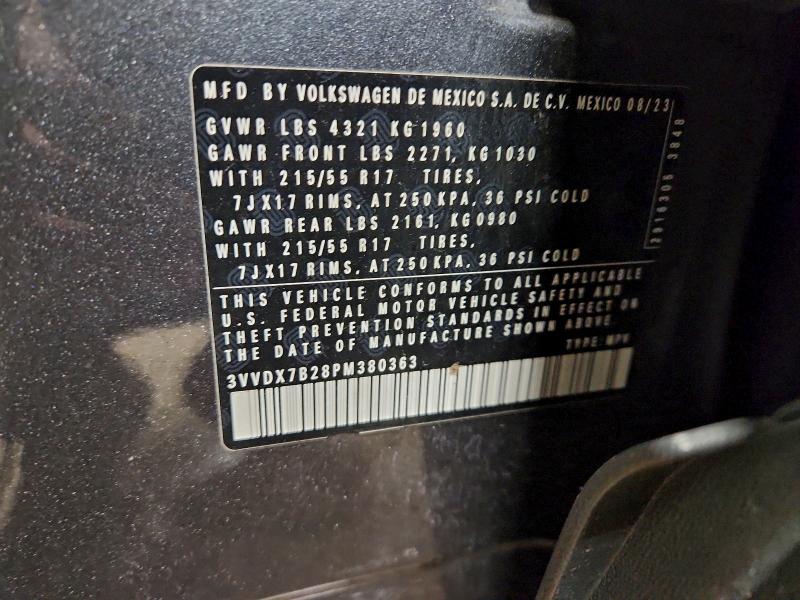 MFD BY VOLKSWAGEN DE MEXICO S.A. DE C.V. MEXICO 08/23
GVWR LBS 4321 KG 1960
GAWR FRONT LBS 2271, KG 1030
WITH 215/55 R17 TIRES,
7JX17 RIMS, AT 250 KPA, 36 PSI COLD
GAWR REAR LBS 2161, KG 0980
WITH 215/55 R17 TIRES,
7JX17 RIMS, AT 250 KPA, 36 PSI COLD
THIS VEHICLE CONFORMS TO ALL APPLICABLE
U.S. FEDERAL MOTOR VEHICLE SAFETY AND
THEFT PREVENTION STANDARDS IN EFFECT ON
THE DATE OF MANUFACTURE SHOWN ABOVE
TYPE: MPV
3VVDX7B28PM380363
3848